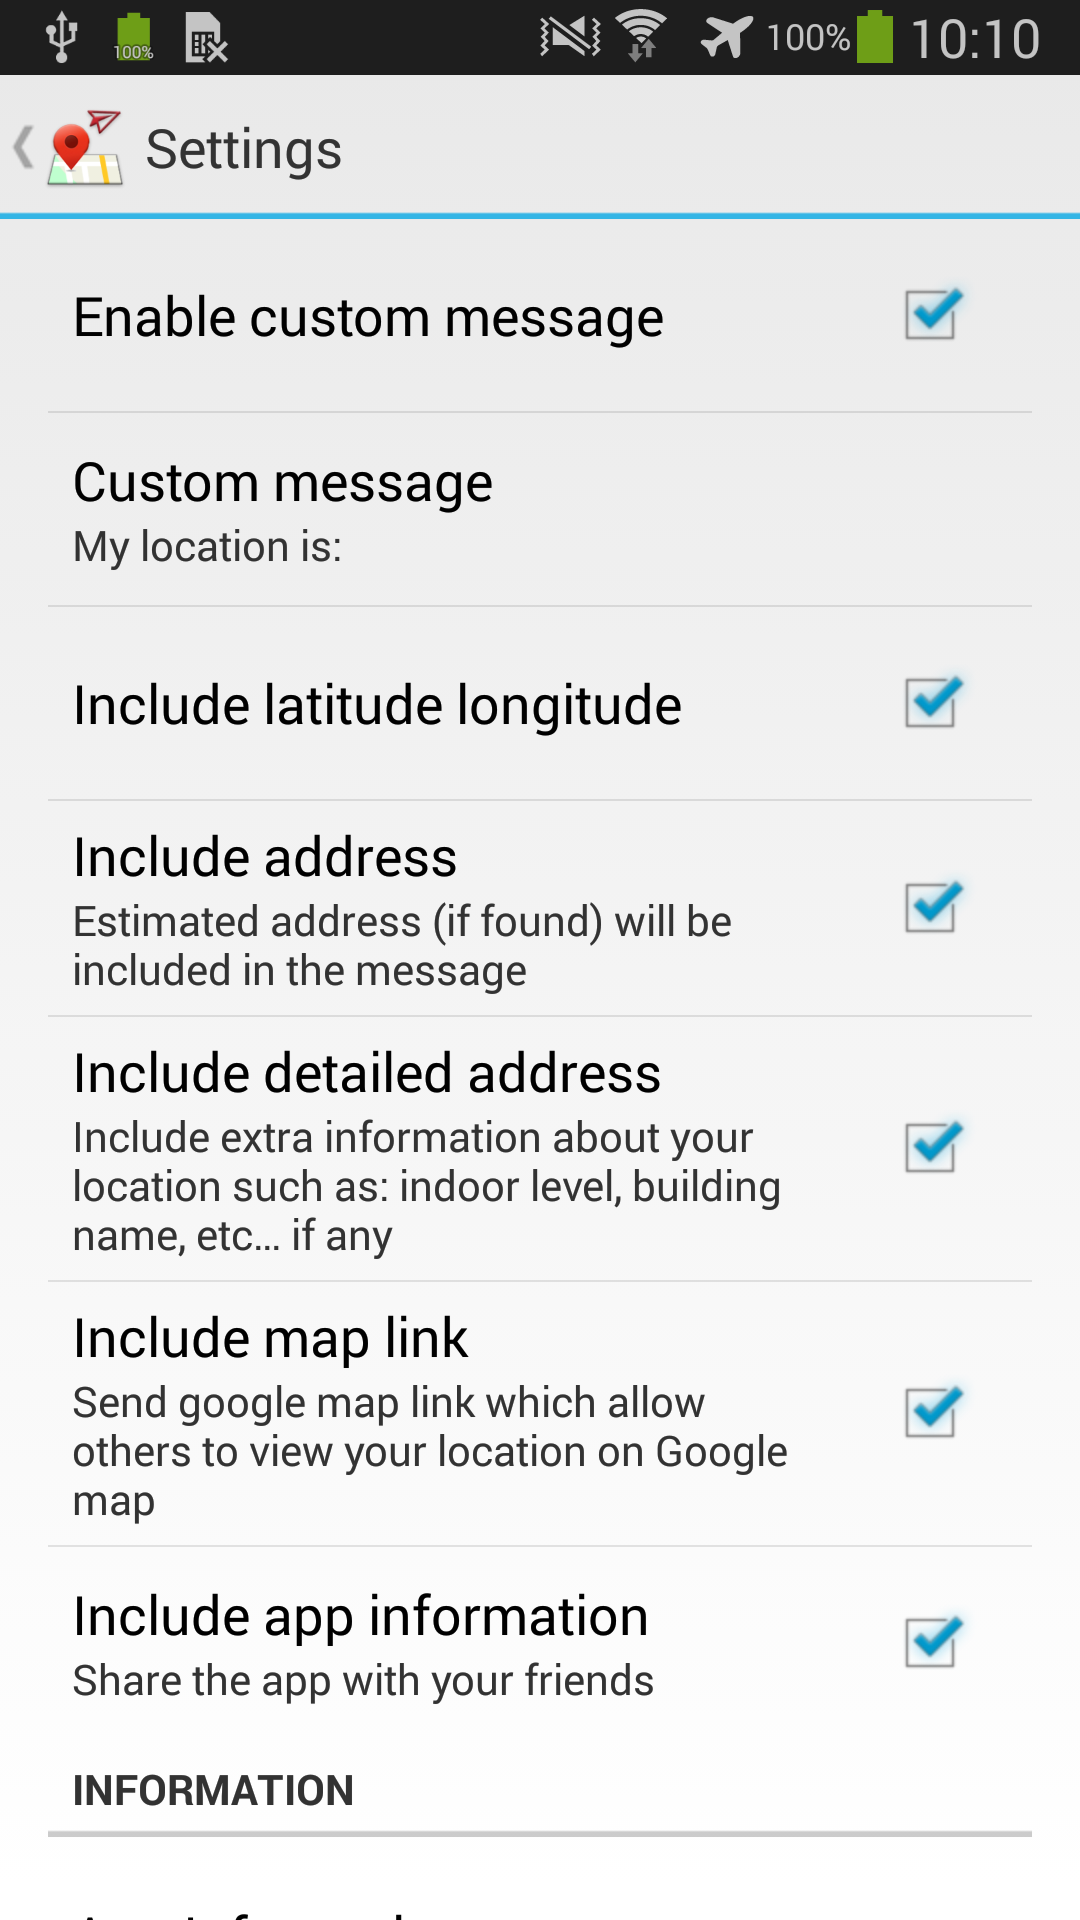 100%
100%
10:10
Settings
Enable custom message
Custom message
My location is:
Include latitude longitude
Include address
Estimated address (if found) will be
included in the message
Include detailed address
Include extra information about your
location such as: indoor level, building
name, etc... if any
Include map link
Send google map link which allow
others to view your location on Google
map
Include app information
Share the app with your friends
INFORMATION